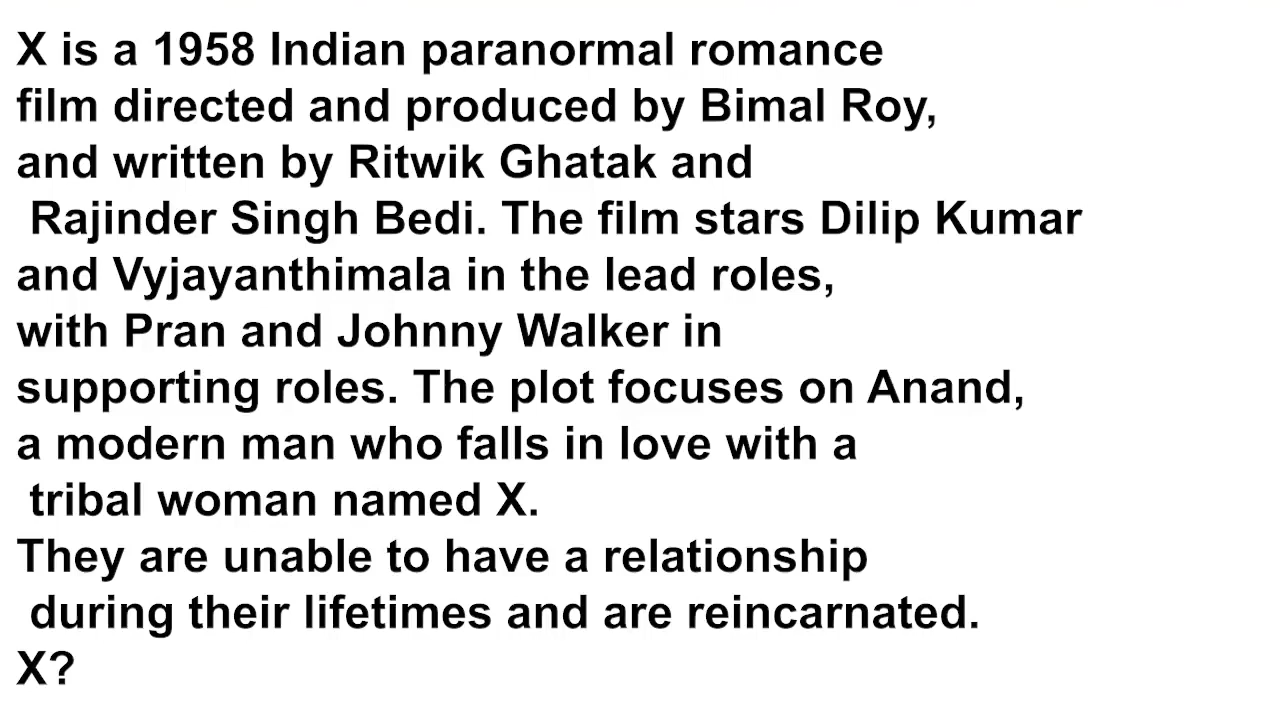 X is a 1958 Indian paranormal romance
film directed and produced by Bimal Roy,
and written by Ritwik Ghatak and
Rajinder Singh Bedi. The film stars Dilip Kumar
and Vyjayanthimala in the lead roles,
with Pran and Johnny Walker in
supporting roles. The plot focuses on Anand,
a modern man who falls in love with a
tribal woman named X.
They are unable to have a relationship
during their lifetimes and are reincarnated.
X?